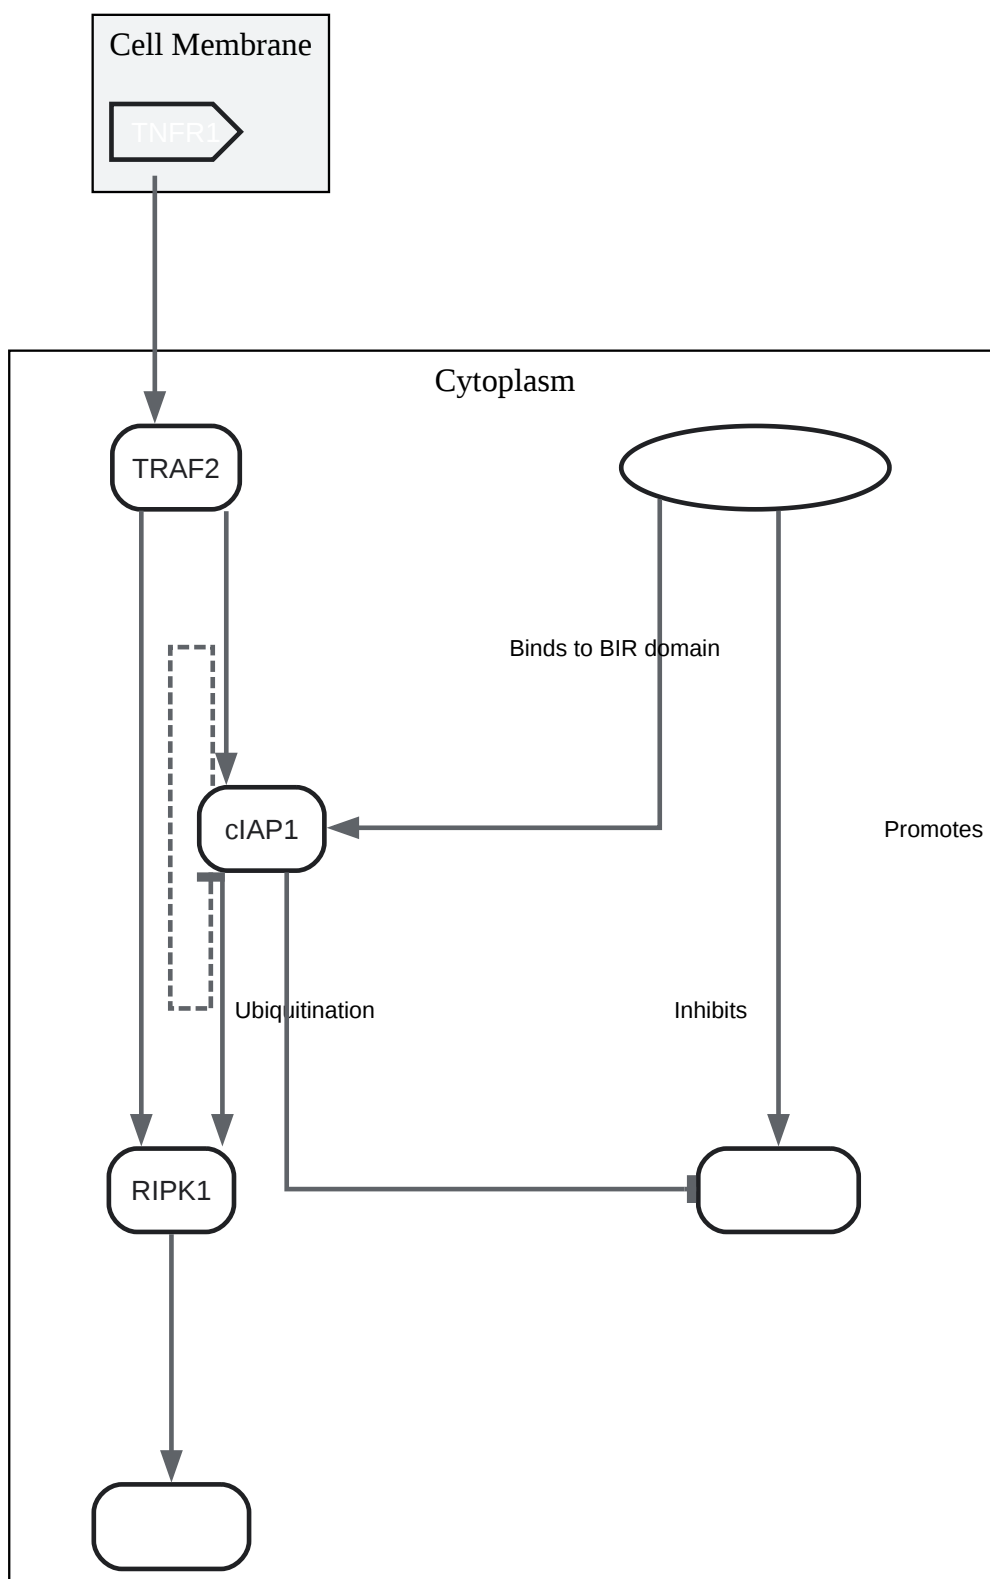 Cell Membrane
TNFR1
Cytoplasm
TRAF2
Binds to BIR domain
cIAP1
Promotes
Ubiquitination
Inhibits
RIPK1